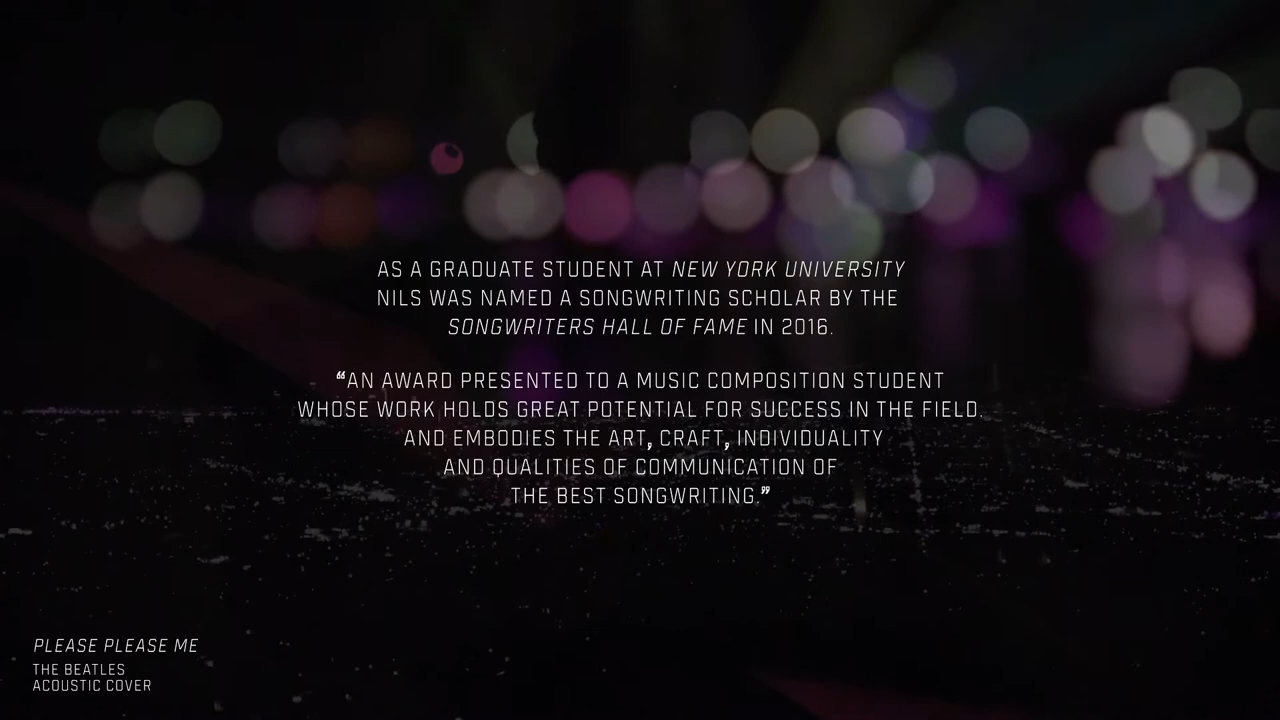 AS A GRADUATE STUDENT AT NEW YORK UNIVERSITY
NILS WAS NAMED A SONGWRITING SCHOLAR BY THE
SONGWRITERS HALL OF FAME IN 2016.
“AN AWARD PRESENTED TO A MUSIC COMPOSITION STUDENT
WHOSE WORK HOLDS GREAT POTENTIAL FOR SUCCESS IN THE FIELD
AND EMBODIES THE ART, CRAFT, INDIVIDUALITY
AND QUALITIES OF COMMUNICATION OF
THE BEST SONGWRITING.”
PLEASE PLEASE ME
THE BEATLES
ACOUSTIC COVER